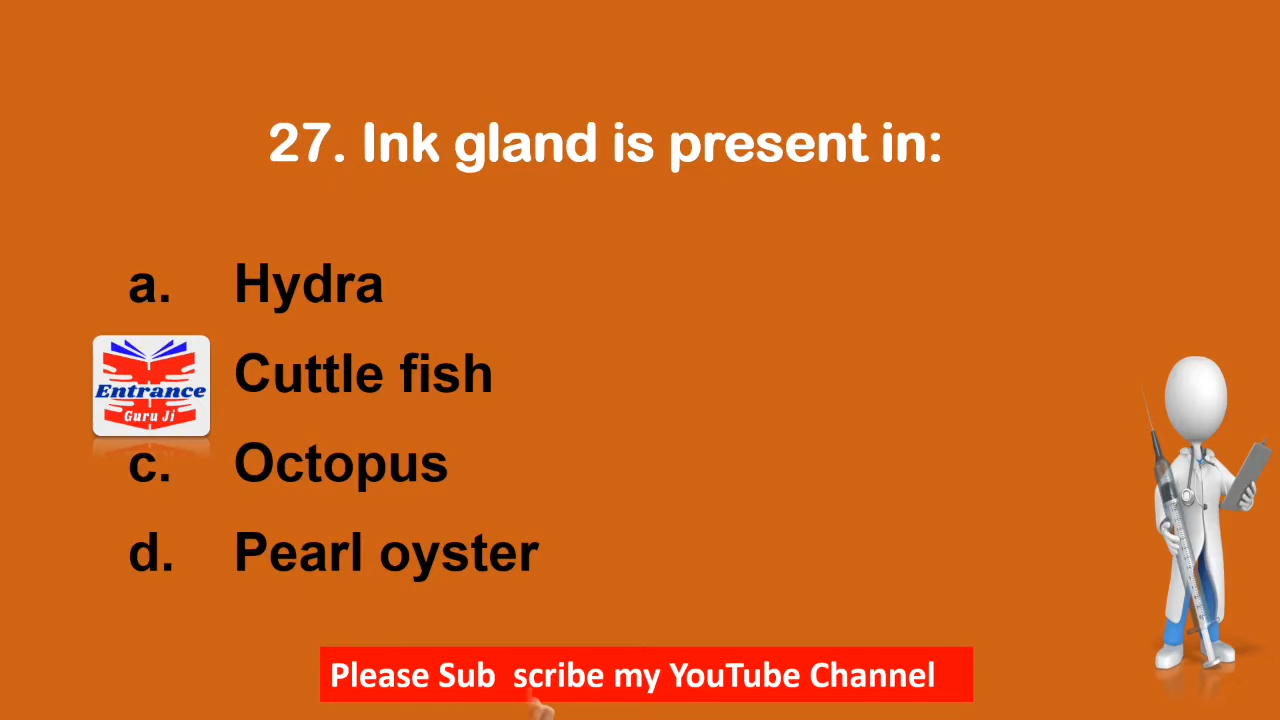 27. Ink gland is present in:
a. Hydra
Cuttle fish
Entrance
Guru Ji
c. Octopus
d. Pearl oyster
Please Sub scribe my YouTube Channel